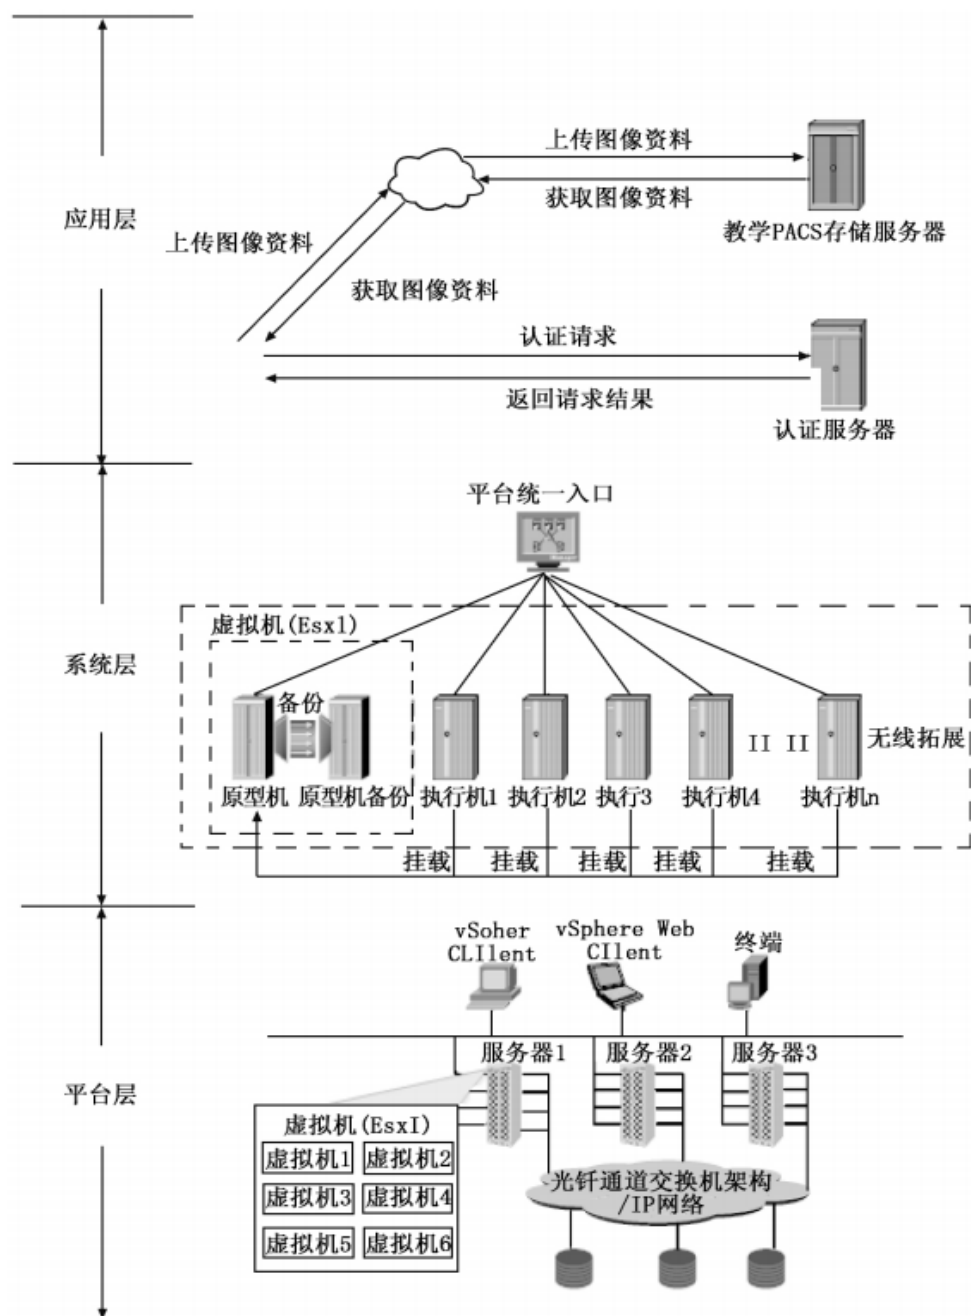 应用层
上传图像资料
获取图像资料
教学PACS存储服务器
上传图像资料
获取图像资料
认证请求
返回请求结果
认证服务器
系统层
平台统一入口
虚拟机(Esxl)
备份
原型机
原型机备份
执行机1
执行机2
执行3
执行机4
II II
执行机n
无线拓展
挂载
挂载
挂载
挂载
挂载
平台层
vSoher
CLIlent
vSphere Web
CIlent
终端
服务器1
服务器2
服务器3
虚拟机(EsxI)
虚拟机1
虚拟机2
虚拟机3
虚拟机4
虚拟机5
虚拟机6
光钎通道交换机架构
/IP网络